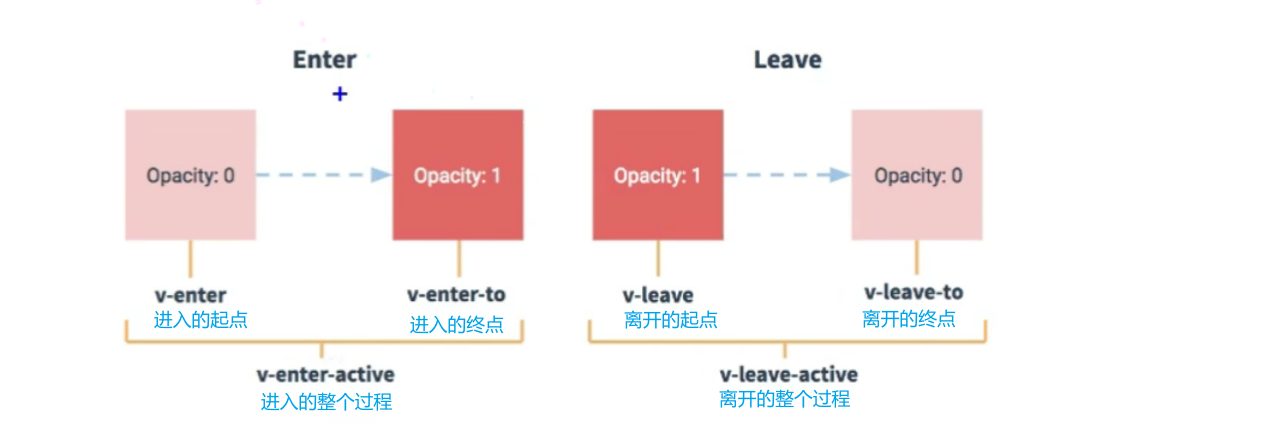 Enter
Leave
Opacity: 0
Opacity: 1
Opacity: 1
Opacity: 0
v-enter
进入的起点
v-enter-to
进入的终点
v-leave
离开的起点
v-leave-to
离开的终点
v-enter-active
进入的整个过程
v-leave-active
离开的整个过程